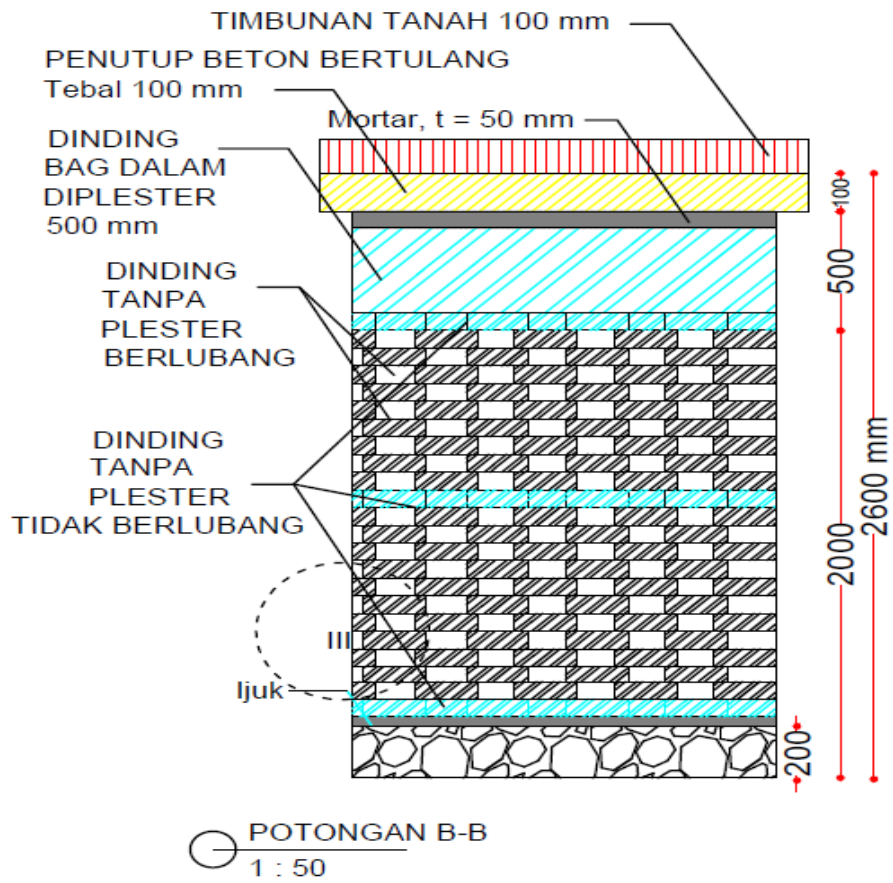 TIMBUNAN TANAH 100 mm
PENUTUP BETON BERTULANG
Tebal 100 mm
Mortar, t = 50 mm
DINDING
BAG DALAM
DIPLESTER
500 mm
100
500
DINDING
TANPA
PLESTER
BERLUBANG
DINDING
TANPA
PLESTER
TIDAK BERLUBANG
2600 mm
2000
III
Ijuk
200
POTONGAN B-B
1 : 50